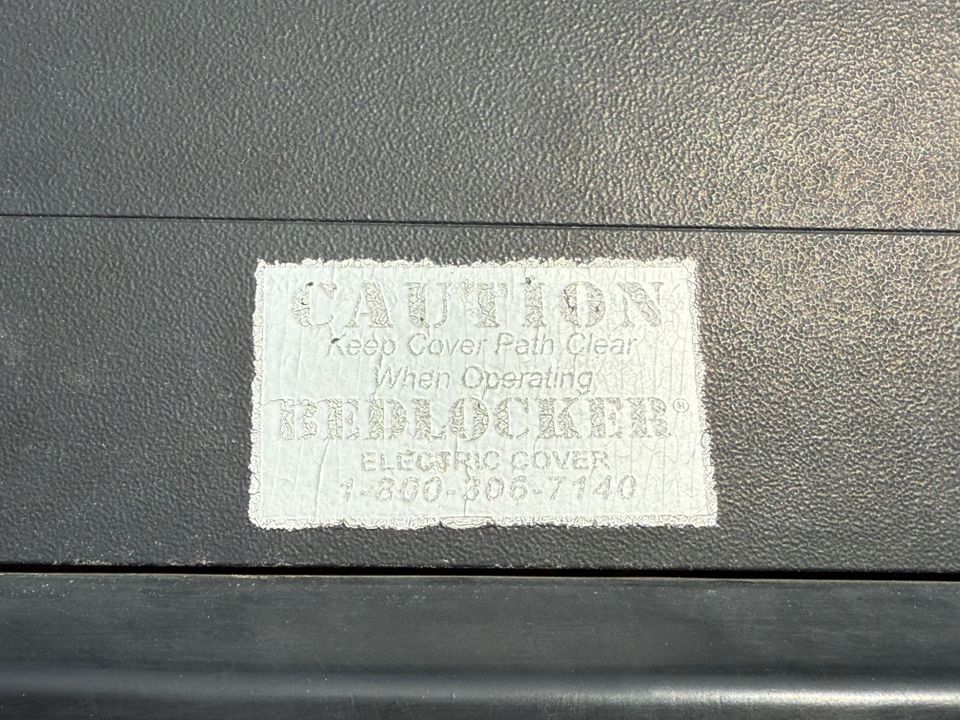 CAUTION
Keep Cover Path Clear
When Operating
BEDLOCKER®
ELECTRIC COVER
1-800-306-7140